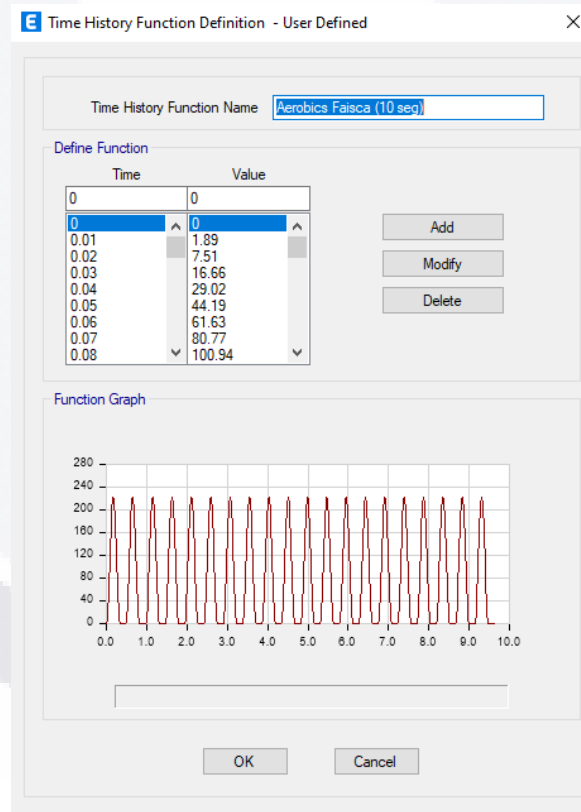 E Time History Function Definition - User Defined
Time History Function Name Aerobics Faisca (10 seg)
Define Function
Time Value
0 0
0 0
0.01 1.89
0.02 7.51
0.03 16.66
0.04 29.02
0.05 44.19
0.06 61.63
0.07 80.77
0.08 100.94
Add
Modify
Delete
Function Graph
280
240
200
160
120
80
40
0
0.0 1.0 2.0 3.0 4.0 5.0 6.0 7.0 8.0 9.0 10.0
OK Cancel